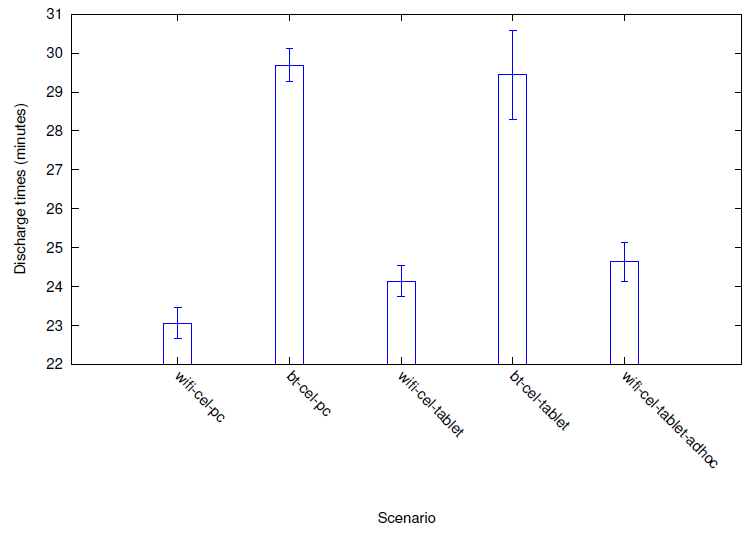 Discharge times (minutes)
31
30
29
28
27
26
25
24
23
22
wifi-cel-pc
bt-cel-pc
wifi-cel-tablet
bt-cel-tablet
wifi-cel-tablet-adhoc
Scenario